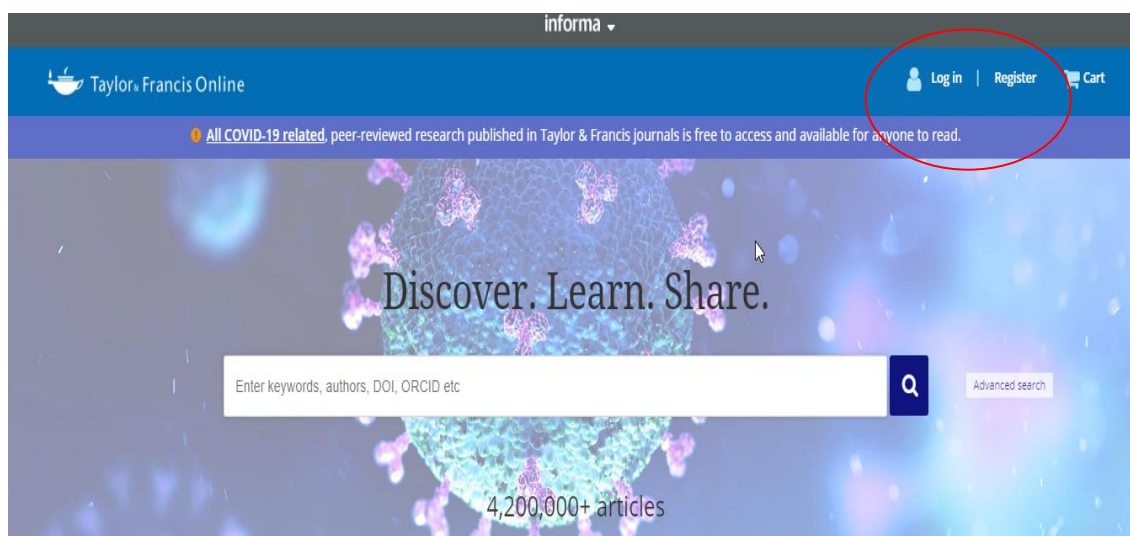 informa
Taylor & Francis Online
Log in | Register
Cart
All COVID-19 related, peer-reviewed research published in Taylor & Francis journals is free to access and available for anyone to read.
Discover. Learn. Share.
Enter keywords, authors, DOI, ORCID etc
Advanced search
4,200,000+ articles